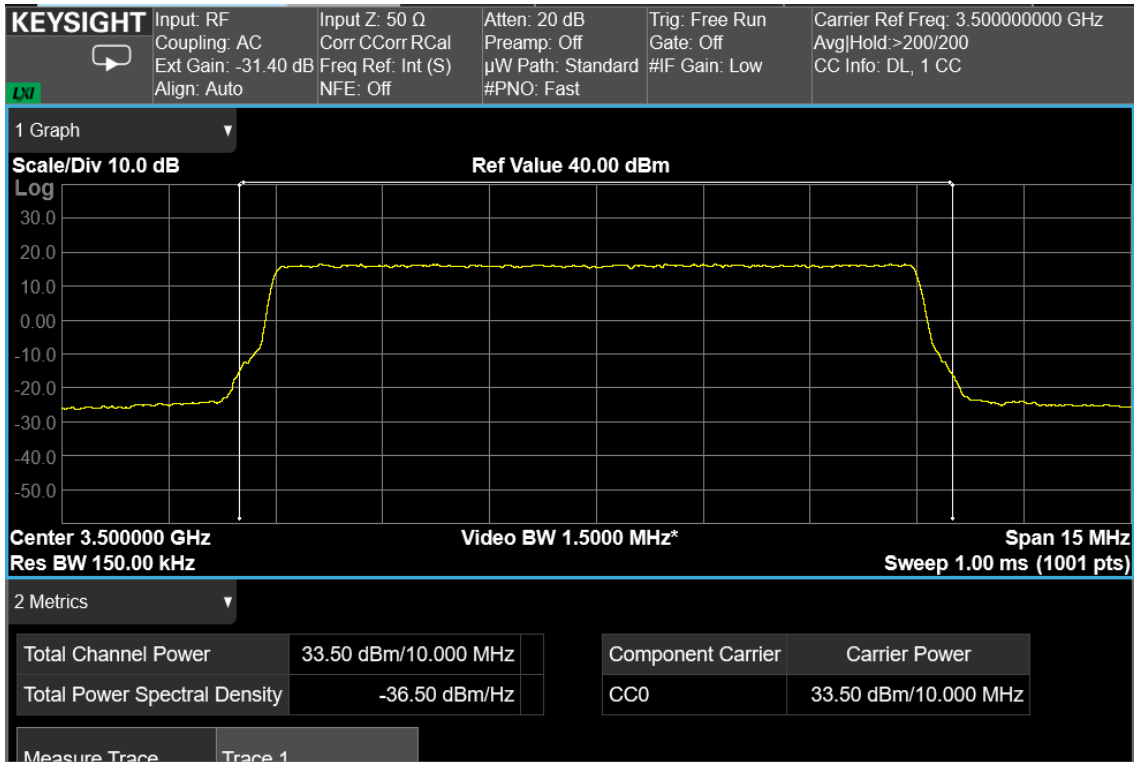 KEYSIGHT
LXI
Input: RF
Coupling: AC
Ext Gain: -31.40 dB
Align: Auto
Input Z: 50 Ω
Corr CCorr RCal
Freq Ref: Int (S)
NFE: Off
Atten: 20 dB
Preamp: Off
µW Path: Standard
#PNO: Fast
Trig: Free Run
Gate: Off
#IF Gain: Low
Carrier Ref Freq: 3.500000000 GHz
Avg|Hold:>200/200
CC Info: DL, 1 CC
1 Graph
Scale/Div 10.0 dB
Ref Value 40.00 dBm
Log
30.0
20.0
10.0
0.00
-10.0
-20.0
-30.0
-40.0
-50.0
Center 3.500000 GHz
Video BW 1.5000 MHz*
Span 15 MHz
Res BW 150.00 kHz
Sweep 1.00 ms (1001 pts)
2 Metrics
Total Channel Power 33.50 dBm/10.000 MHz
Total Power Spectral Density -36.50 dBm/Hz
Component Carrier Carrier Power
CC0 33.50 dBm/10.000 MHz
Measure Trace Trace 1